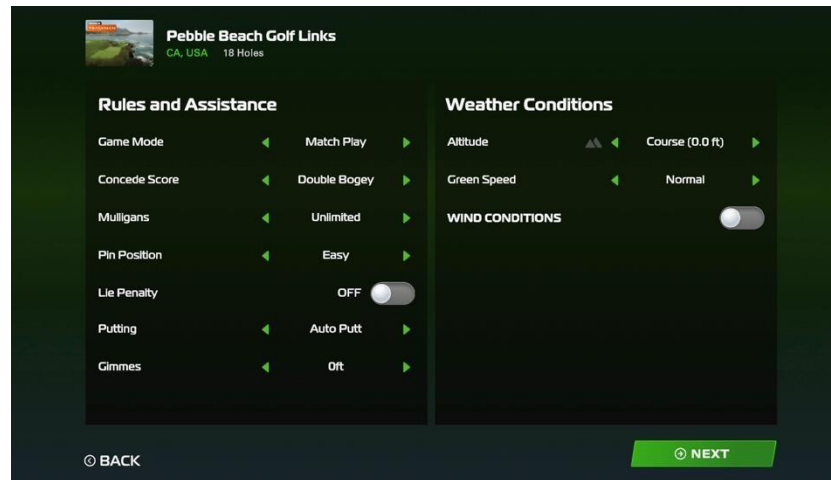 Pebble Beach Golf Links
CA, USA 18 Holes
Rules and Assistance
Game Mode Match Play
Concede Score Double Bogey
Mulligans Unlimited
Pin Position Easy
Lie Penalty OFF
Putting Auto Putt
Gimmes 0ft
Weather Conditions
Altitude Course (0.0 ft)
Green Speed Normal
WIND CONDITIONS
BACK
NEXT